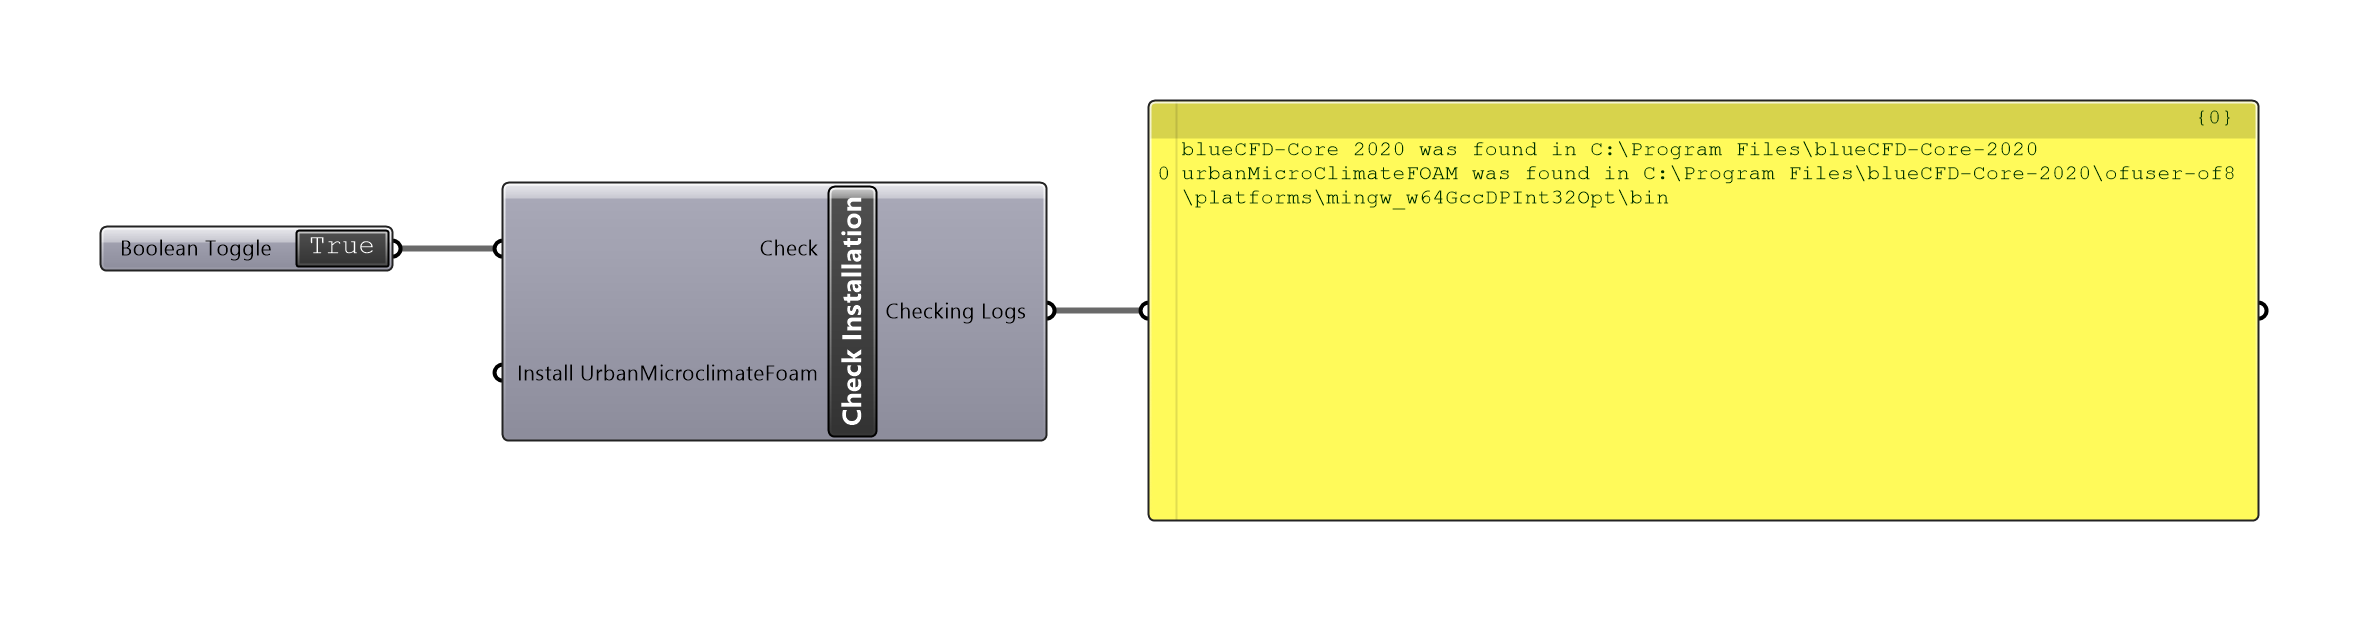 Boolean Toggle True
Check
Install UrbanMicroclimateFoam
Check Installation
Checking Logs
{0}
blueCFD-Core 2020 was found in C:\Program Files\blueCFD-Core-2020
0 urbanMicroClimateFOAM was found in C:\Program Files\blueCFD-Core-2020\ofuser-of8
\platforms\mingw_w64GccDPInt32Opt\bin